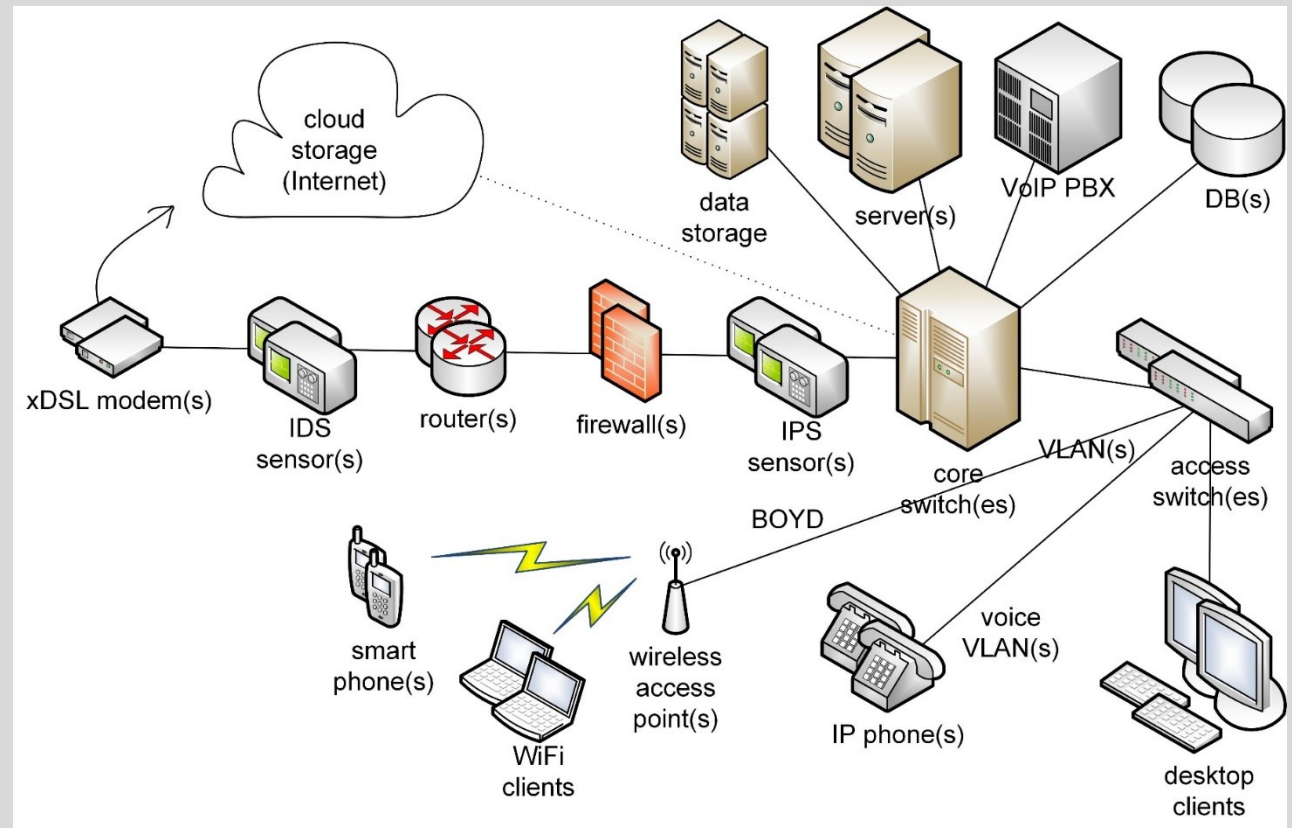 cloud
storage
(Internet)
data
storage
server(s)
VoIP PBX
DB(s)
xDSL modem(s)
IDS
sensor(s)
router(s)
firewall(s)
IPS
sensor(s)
core
switch(es)
VLAN(s)
access
switch(es)
BOYD
smart
phone(s)
WiFi
clients
wireless
access
point(s)
voice
VLAN(s)
IP phone(s)
desktop
clients